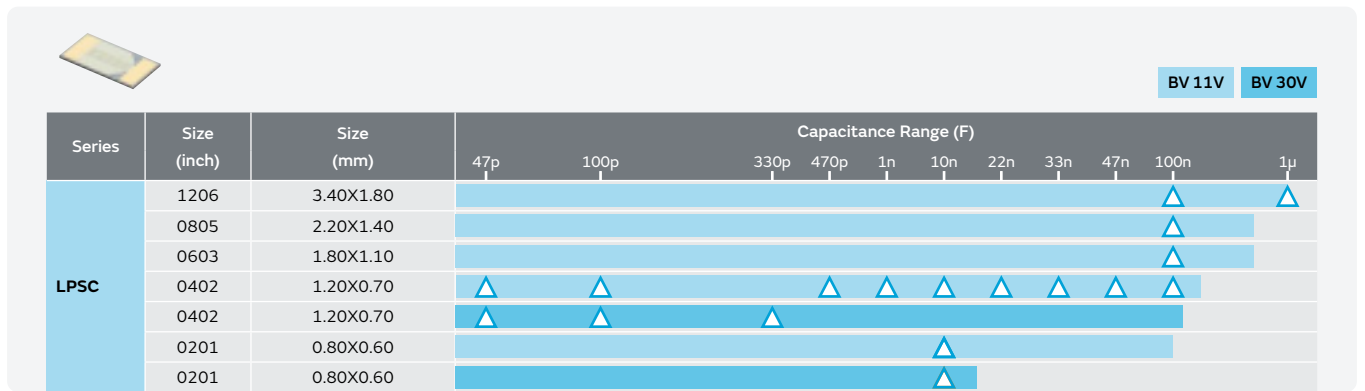 BV 11V BV 30V
Series Size (inch) Size (mm) Capacitance Range (F)
47p 100p 330p 470p 1n 10n 22n 33n 47n 100n 1μ
LPSC
1206 3.40X1.80
0805 2.20X1.40
0603 1.80X1.10
0402 1.20X0.70
0402 1.20X0.70
0201 0.80X0.60
0201 0.80X0.60